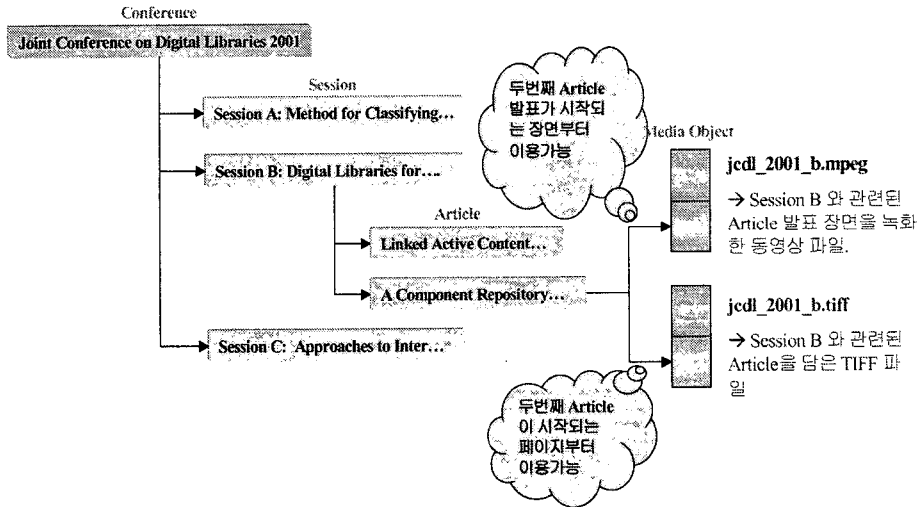 Conference
Joint Conference on Digital Libraries 2001
Session
Session A: Method for Classifying...
Session B: Digital Libraries for....
Article
Linked Active Content...
A Component Repository...
Session C: Approaches to Inter...
두번째 Article
발표가 시작되
는 장면부터
이용가능
Media Object
jcdl_2001_b.mpeg
→ Session B 와 관련된
Article 발표 장면을 녹화
한 동영상 파일.
jcdl_2001_b.tiff
→ Session B 와 관련된
Article을 담은 TIFF 파
일
두번째 Article
이 시작되는
페이지부터
이용가능